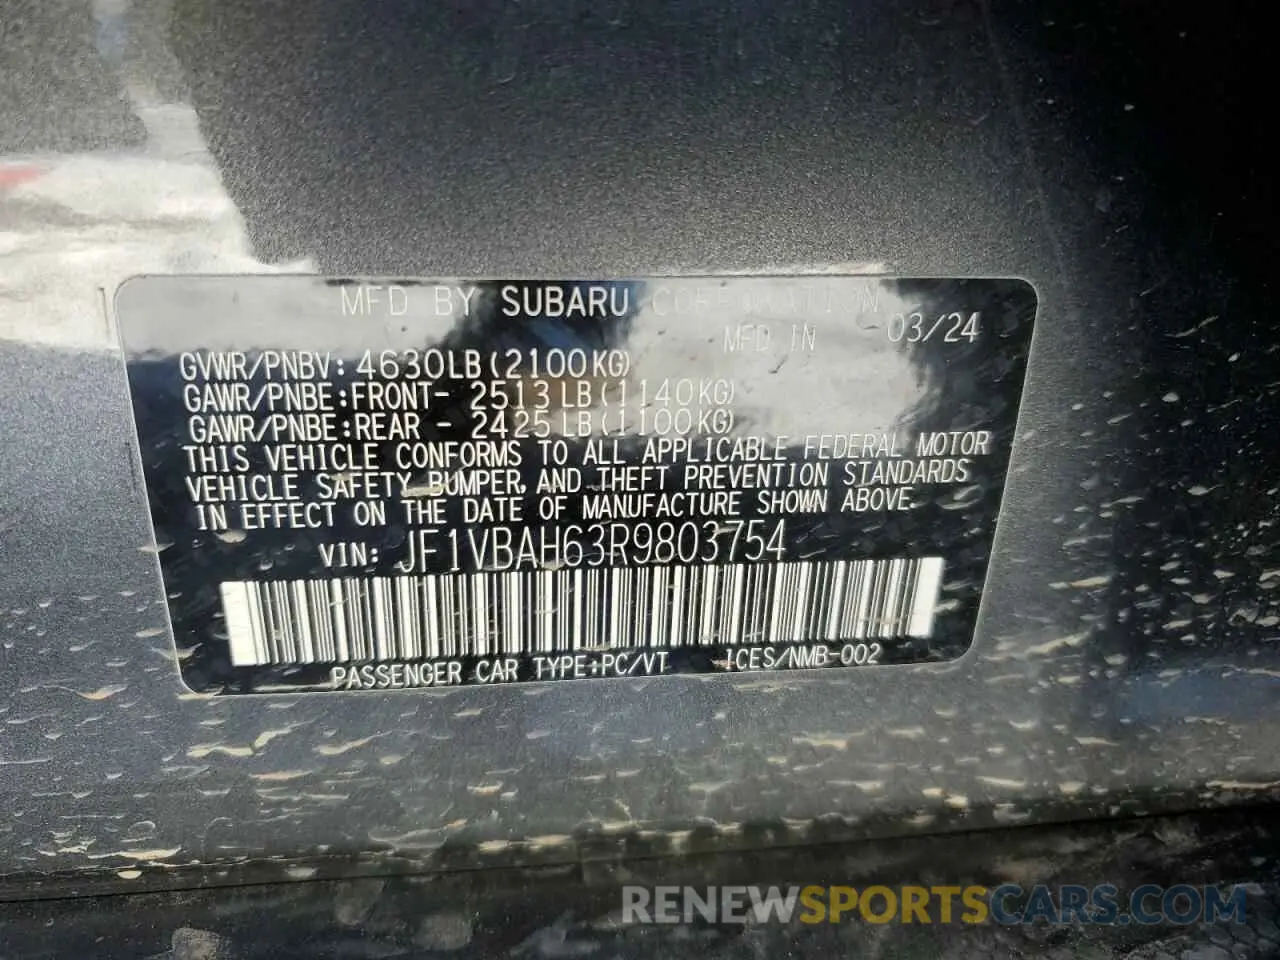 MFD BY SUBARU CORPORATION
MFD IN 03/24
GVWR/PNBV: 4630LB(2100KG)
GAWR/PNBE:FRONT- 2513LB(1140KG)
GAWR/PNBE:REAR - 2425LB(1100KG)
THIS VEHICLE CONFORMS TO ALL APPLICABLE FEDERAL MOTOR
VEHICLE SAFETY, BUMPER, AND THEFT PREVENTION STANDARDS
IN EFFECT ON THE DATE OF MANUFACTURE SHOWN ABOVE.
VIN: JF1VBAH63R9803754
PASSENGER CAR TYPE:PC/VT ICES/NMB-002
RENEWSPORTSCARS.COM